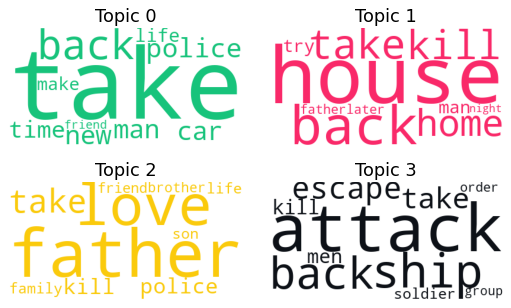 Topic 0
life
back police
take
make
friend
time new man car
Topic 1
try take kill
house
father later man night
back home
Topic 2
friend brother life
take love
son
father
family kill police
Topic 3
escape take order
kill
attack
men
back ship
soldier group